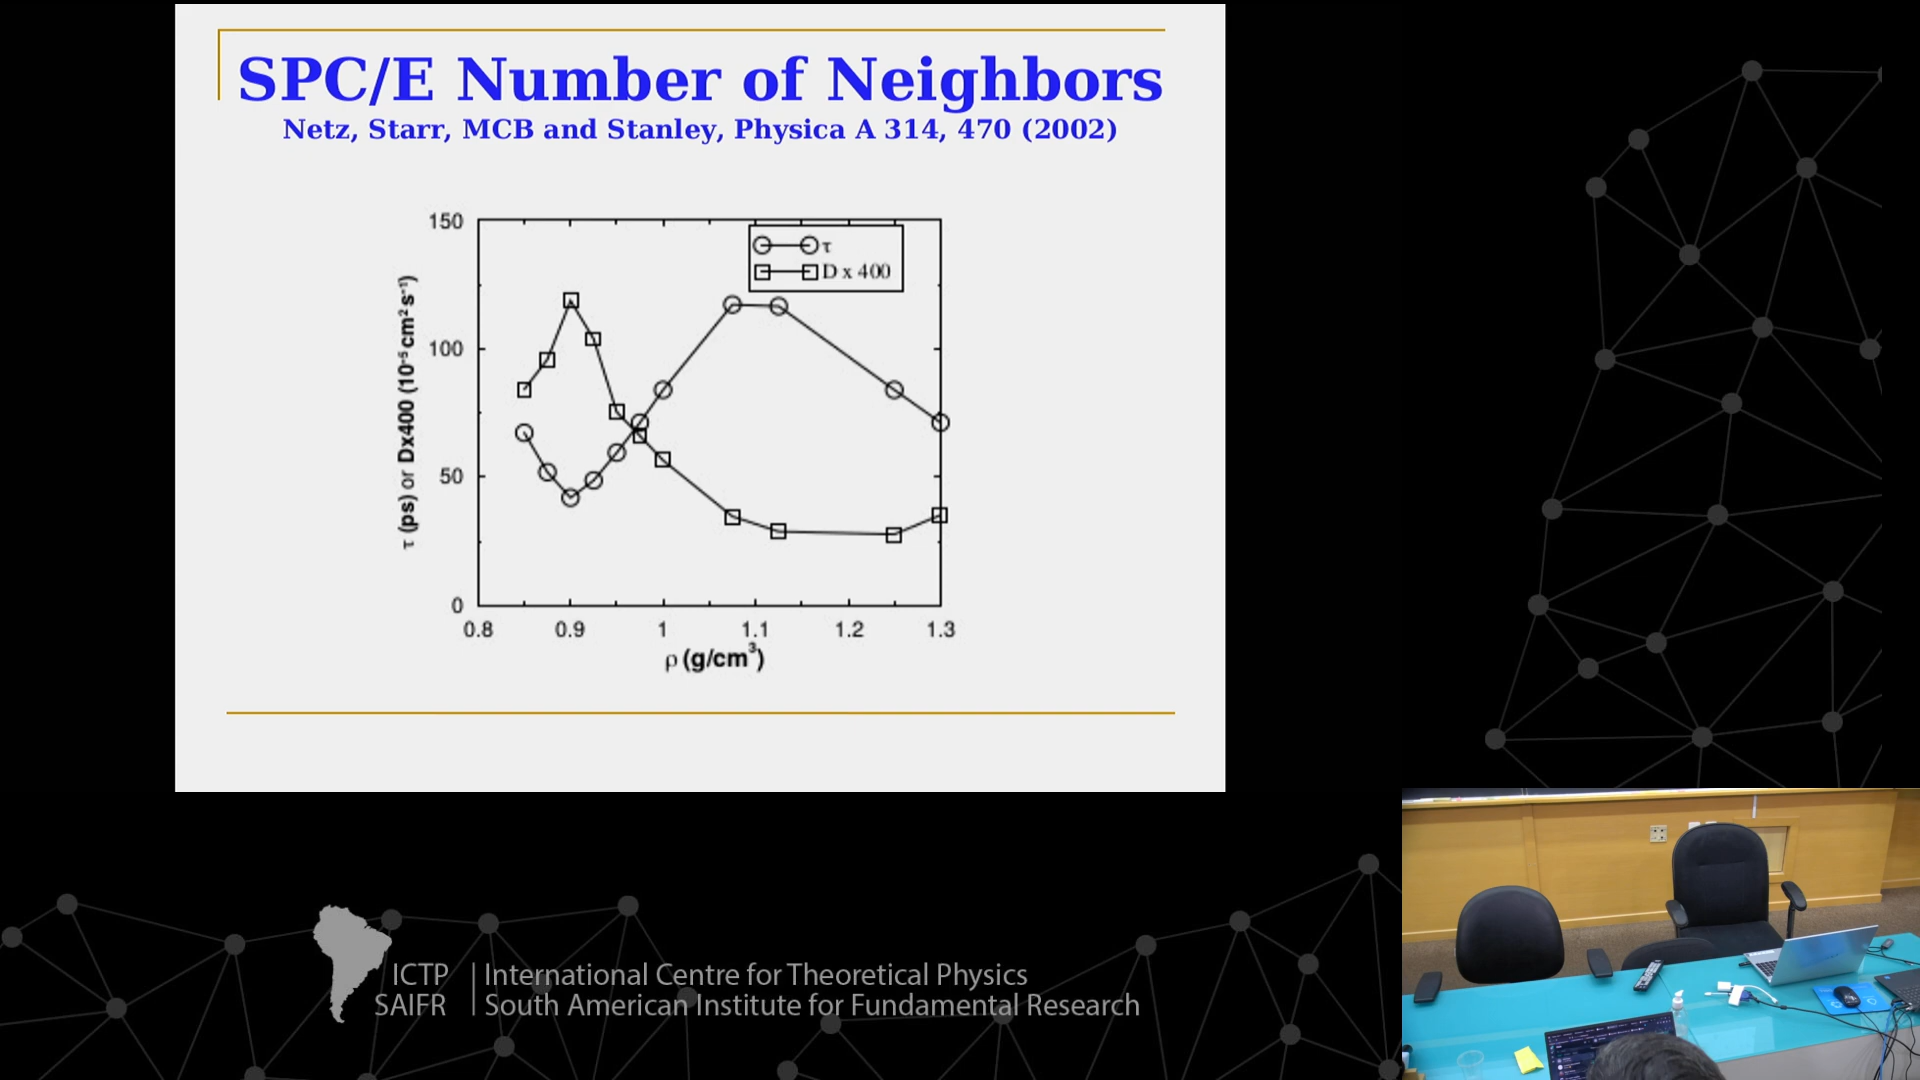 SPC/E Number of Neighbors
Netz, Starr, MCB and Stanley, Physica A 314, 470 (2002)
150
100
50
0
τ (ps) or Dx400 (10⁻⁵cm²s⁻¹)
τ
D x 400
0.8 0.9 1 1.1 1.2 1.3
ρ (g/cm³)
ICTP | International Centre for Theoretical Physics
SAIFR | South American Institute for Fundamental Research